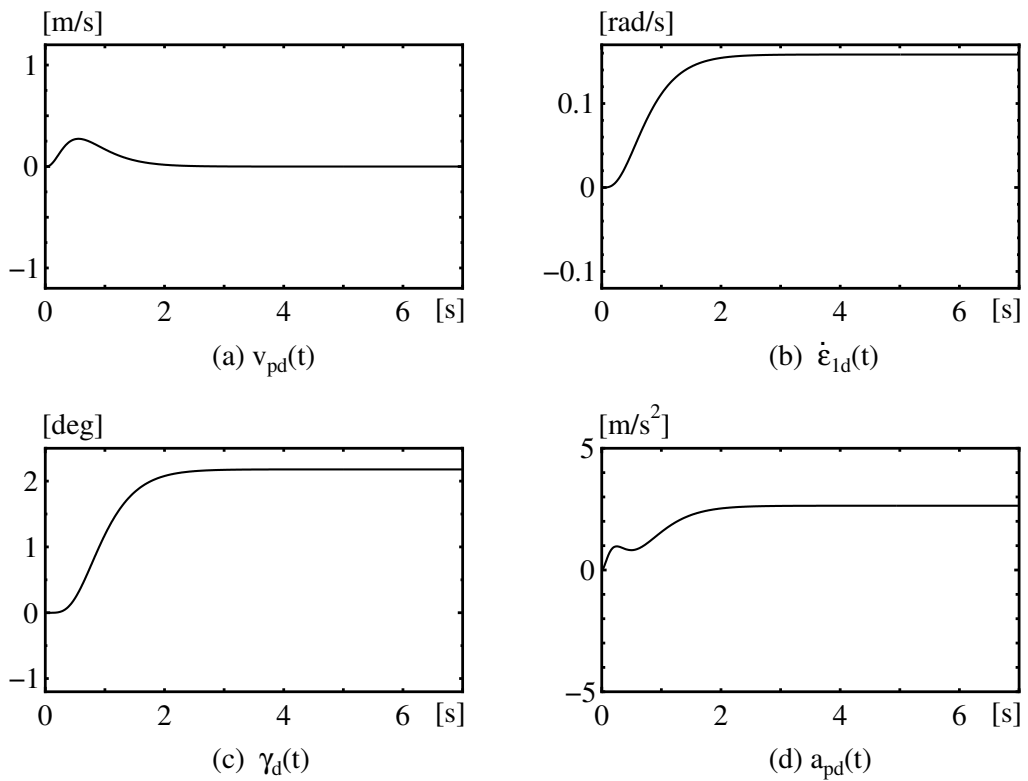 [m/s]
1
0
−1
0 2 4 6 [s]
(a) v_pd(t)
[rad/s]
0.1
0
−0.1
0 2 4 6 [s]
(b) ε̇_1d(t)
[deg]
2
1
0
−1
0 2 4 6 [s]
(c) γ_d(t)
[m/s²]
5
0
−5
0 2 4 6 [s]
(d) a_pd(t)